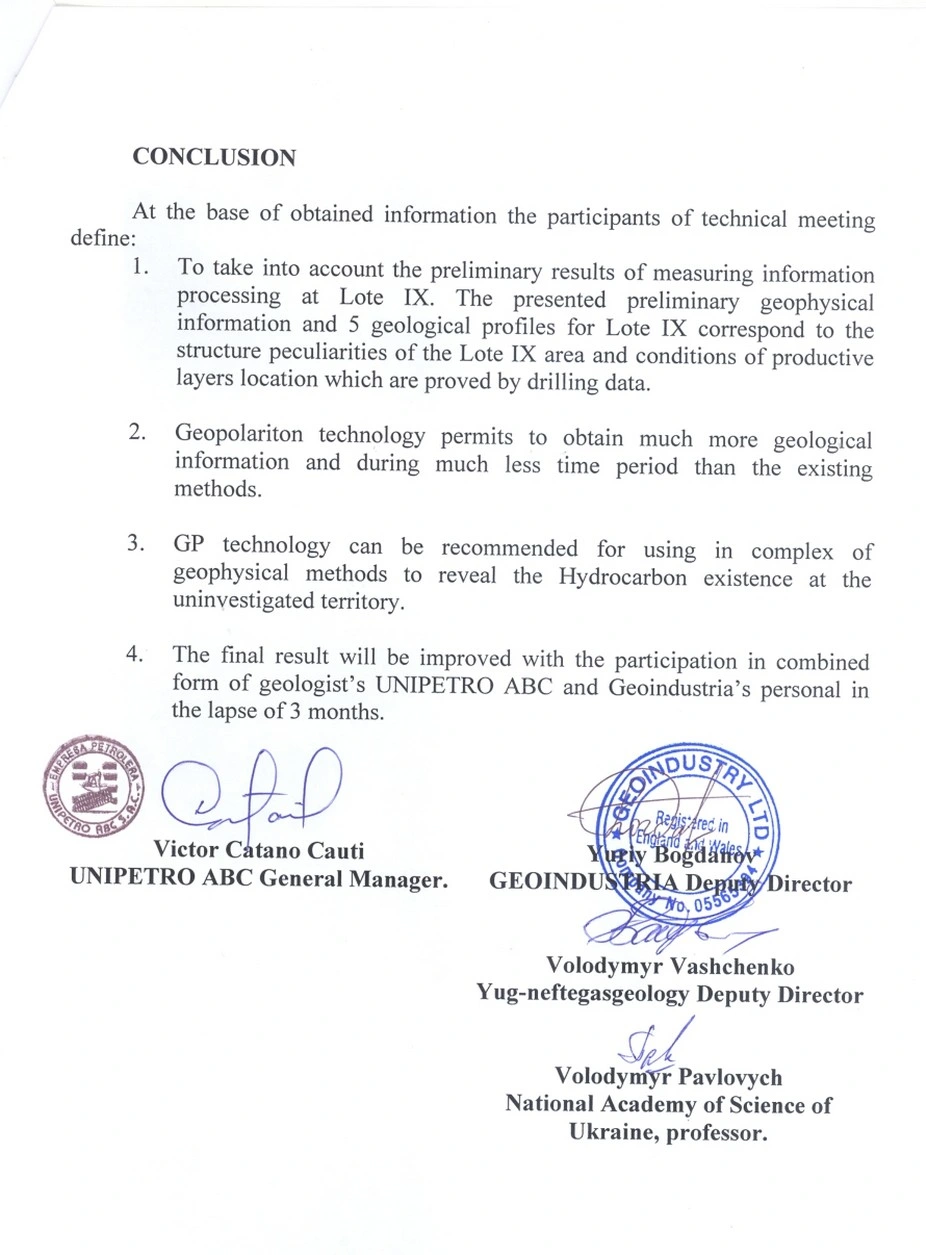 CONCLUSION
At the base of obtained information the participants of technical meeting
define:
1. To take into account the preliminary results of measuring information
processing at Lote IX. The presented preliminary geophysical
information and 5 geological profiles for Lote IX correspond to the
structure peculiarities of the Lote IX area and conditions of productive
layers location which are proved by drilling data.
2. Geopolariton technology permits to obtain much more geological
information and during much less time period than the existing
methods.
3. GP technology can be recommended for using in complex of
geophysical methods to reveal the Hydrocarbon existence at the
uninvestigated territory.
4. The final result will be improved with the participation in combined
form of geologist's UNIPETRO ABC and Geoindustria's personal in
the lapse of 3 months.
EMPRESA PETROLERA
UNIPETRO ABC S.A.C.
Victor Catano Cauti
UNIPETRO ABC General Manager.
GEOINDUSTRY LTD
Registered in
England and Wales
Company No.
Yuriy Bogdanov
GEOINDUSTRIA Deputy Director
Volodymyr Vashchenko
Yug-neftegasgeology Deputy Director
Volodymyr Pavlovych
National Academy of Science of
Ukraine, professor.